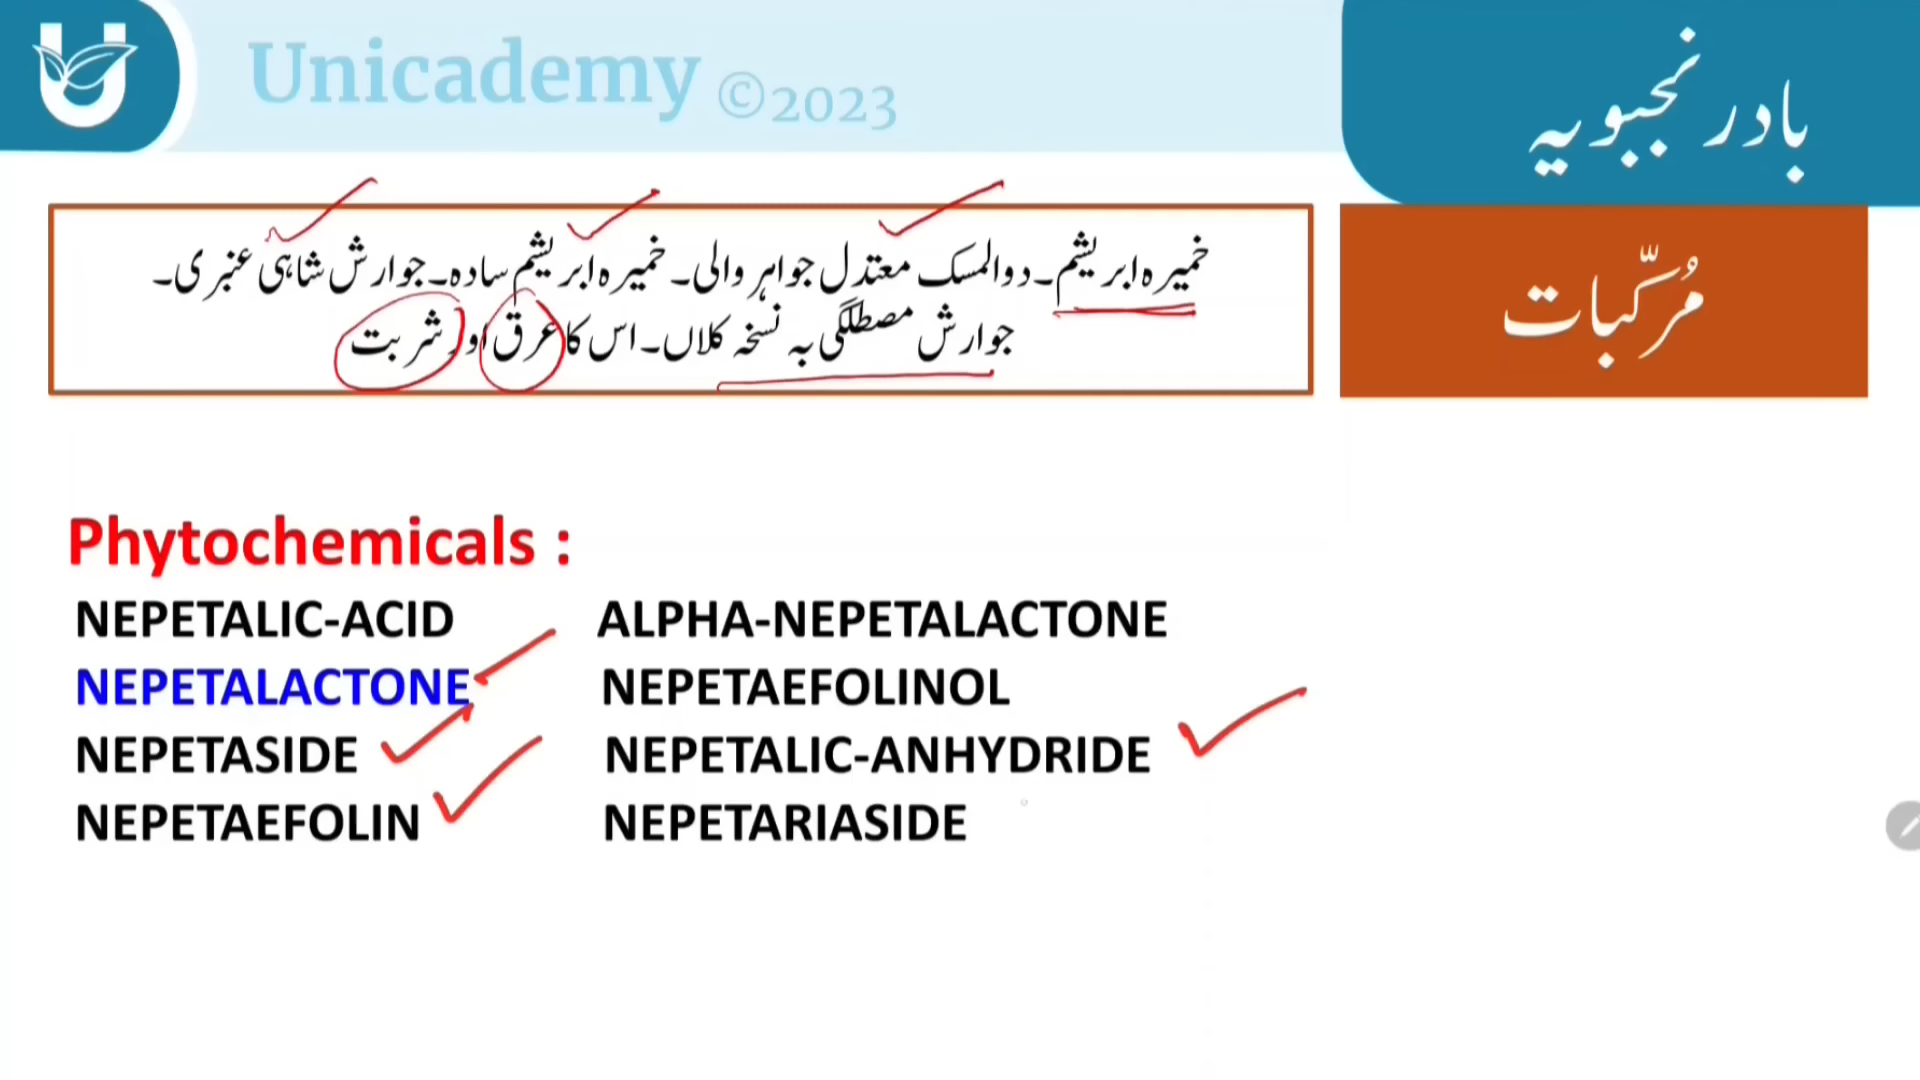 Unicademy ©2023
بادرنجبویہ
خمیرہ ابریشم۔ دوالمسک معتدل جواہر والی۔ خمیرہ ابریشم سادہ۔ جوارش شاہی عنبری۔
جوارش مصطلگی بہ نسخہ کلاں۔ اس کا عرق اور شربت
مُرکّبات
Phytochemicals :
NEPETALIC-ACID ALPHA-NEPETALACTONE
NEPETALACTONE NEPETAEFOLINOL
NEPETASIDE NEPETALIC-ANHYDRIDE
NEPETAEFOLIN NEPETARIASIDE